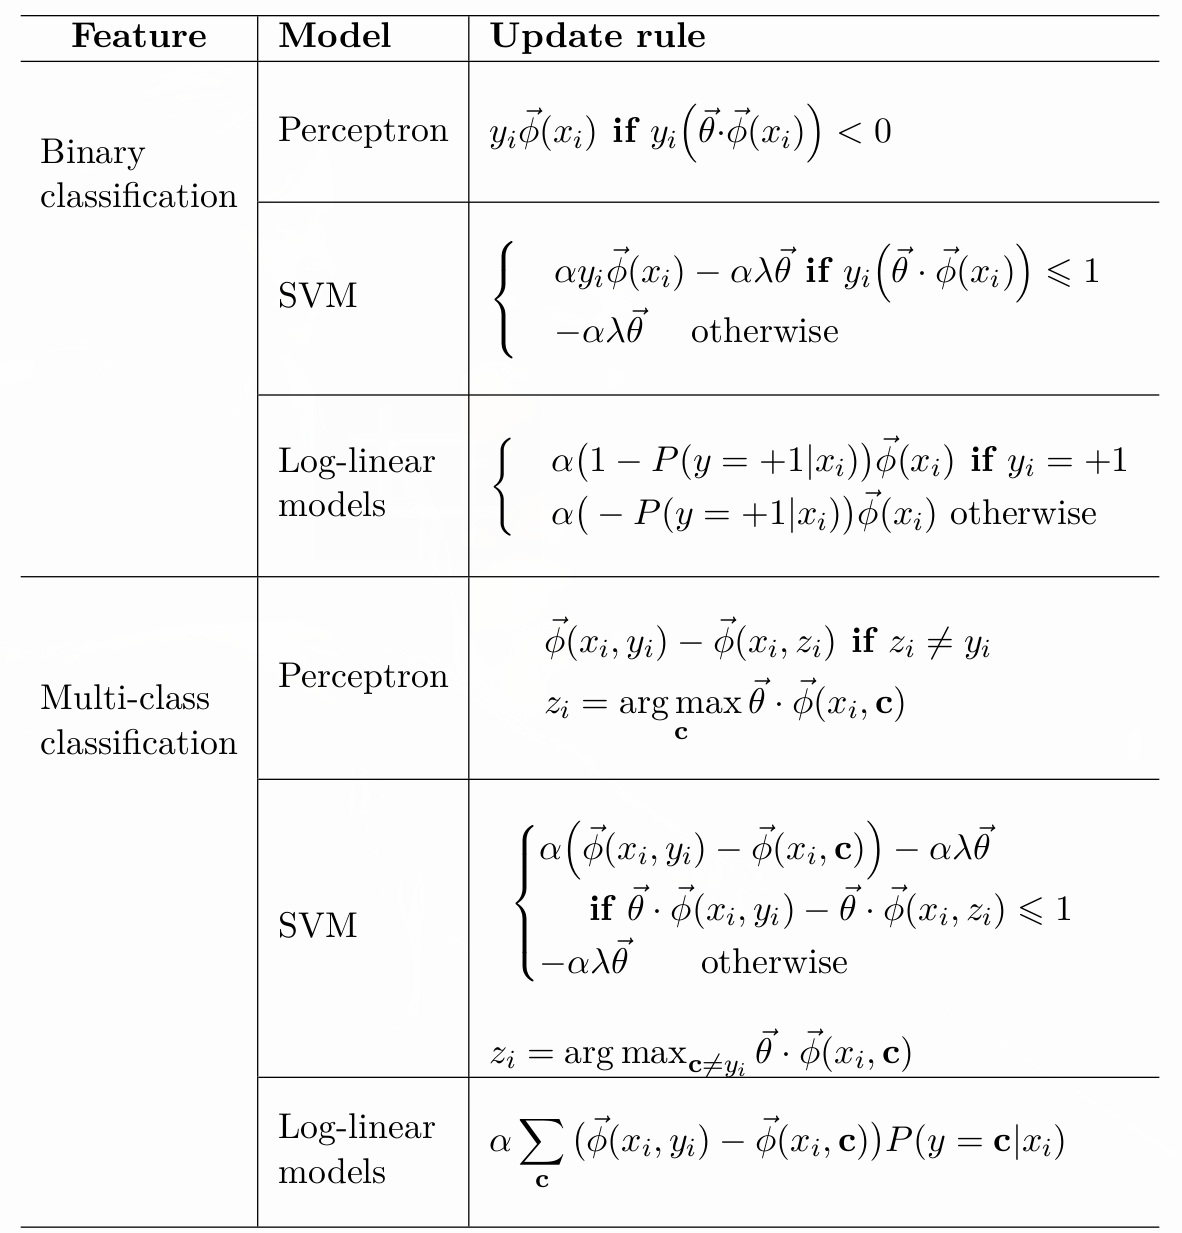 Feature Model Update rule
Binary
classification
Perceptron
y_i ϕ⃗(x_i) if y_i(θ⃗·ϕ⃗(x_i)) < 0
SVM
{ αy_i ϕ⃗(x_i) − αλθ⃗ if y_i(θ⃗ · ϕ⃗(x_i)) ⩽ 1
−αλθ⃗ otherwise
Log-linear
models
{ α(1 − P(y = +1|x_i))ϕ⃗(x_i) if y_i = +1
α( − P(y = +1|x_i))ϕ⃗(x_i) otherwise
Multi-class
classification
Perceptron
ϕ⃗(x_i, y_i) − ϕ⃗(x_i, z_i) if z_i ≠ y_i
z_i = arg max θ⃗ · ϕ⃗(x_i, c)
c
SVM
{ α(ϕ⃗(x_i, y_i) − ϕ⃗(x_i, c)) − αλθ⃗
if θ⃗ · ϕ⃗(x_i, y_i) − θ⃗ · ϕ⃗(x_i, z_i) ⩽ 1
−αλθ⃗ otherwise
z_i = arg max_{c≠y_i} θ⃗ · ϕ⃗(x_i, c)
Log-linear
models
α ∑ (ϕ⃗(x_i, y_i) − ϕ⃗(x_i, c))P(y = c|x_i)
c